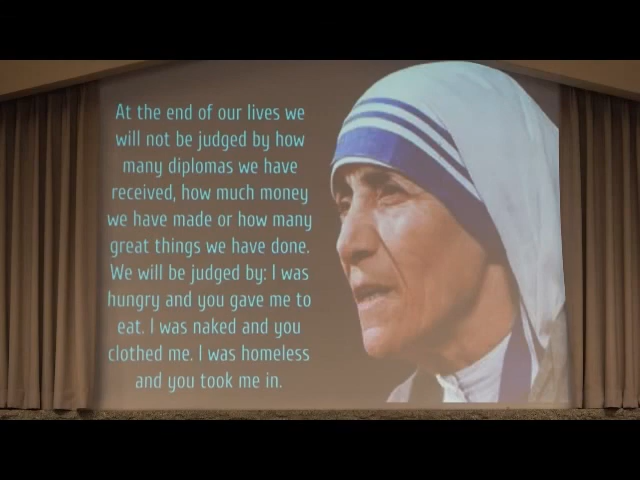 At the end of our lives we
will not be judged by how
many diplomas we have
received, how much money
we have made or how many
great things we have done.
We will be judged by: I was
hungry and you gave me to
eat. I was naked and you
clothed me. I was homeless
and you took me in.